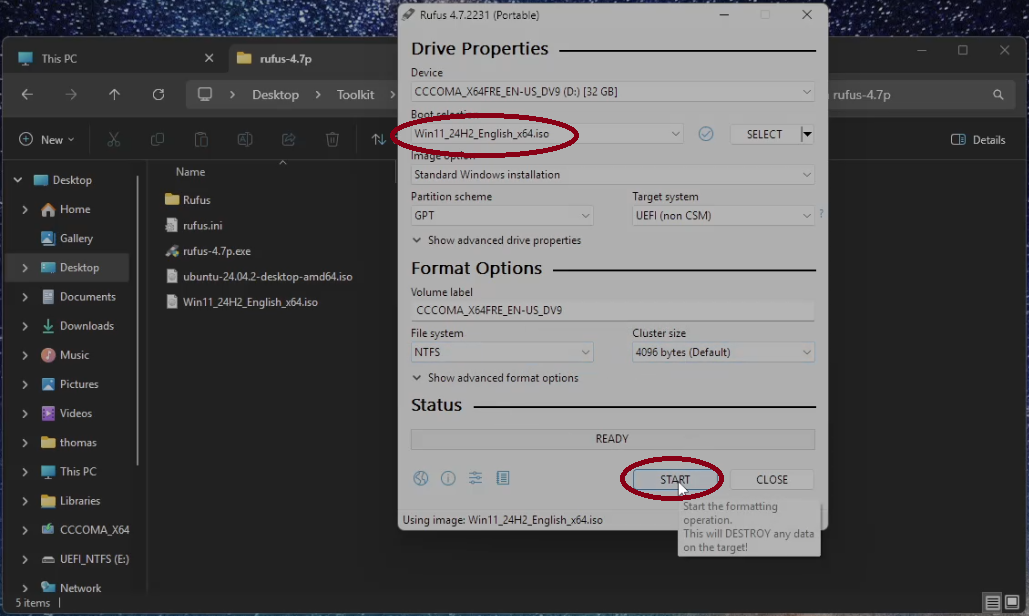 Rufus 4.7.2231 (Portable)
This PC
rufus-4.7p
Desktop
Toolkit
rufus-4.7p
New
Details
Desktop
Home
Gallery
Desktop
Documents
Downloads
Music
Pictures
Videos
thomas
This PC
Libraries
CCCOMA_X64
UEFI_NTFS (E:)
Network
5 items
Name
Rufus
rufus.ini
rufus-4.7p.exe
ubuntu-24.04.2-desktop-amd64.iso
Win11_24H2_English_x64.iso
Drive Properties
Device
CCCOMA_X64FRE_EN-US_DV9 (D:) [32 GB]
Boot selection
Win11_24H2_English_x64.iso
SELECT
Image option
Standard Windows installation
Partition scheme
Target system
GPT
UEFI (non CSM)
?
Show advanced drive properties
Format Options
Volume label
CCCOMA_X64FRE_EN-US_DV9
File system
Cluster size
NTFS
4096 bytes (Default)
Show advanced format options
Status
READY
START
CLOSE
Using image: Win11_24H2_English_x64.iso
Start the formatting
operation.
This will DESTROY any data
on the target!